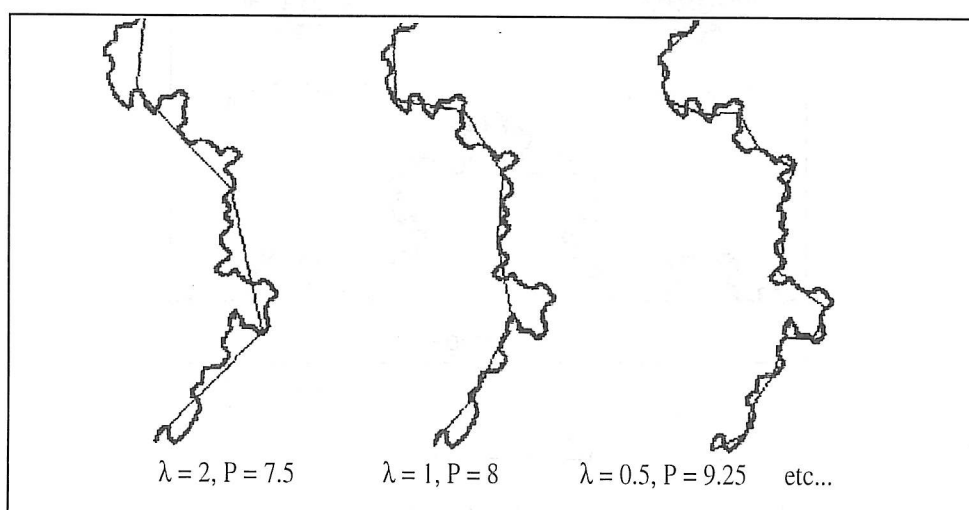 λ = 2, P = 7.5 λ = 1, P = 8 λ = 0.5, P = 9.25 etc...